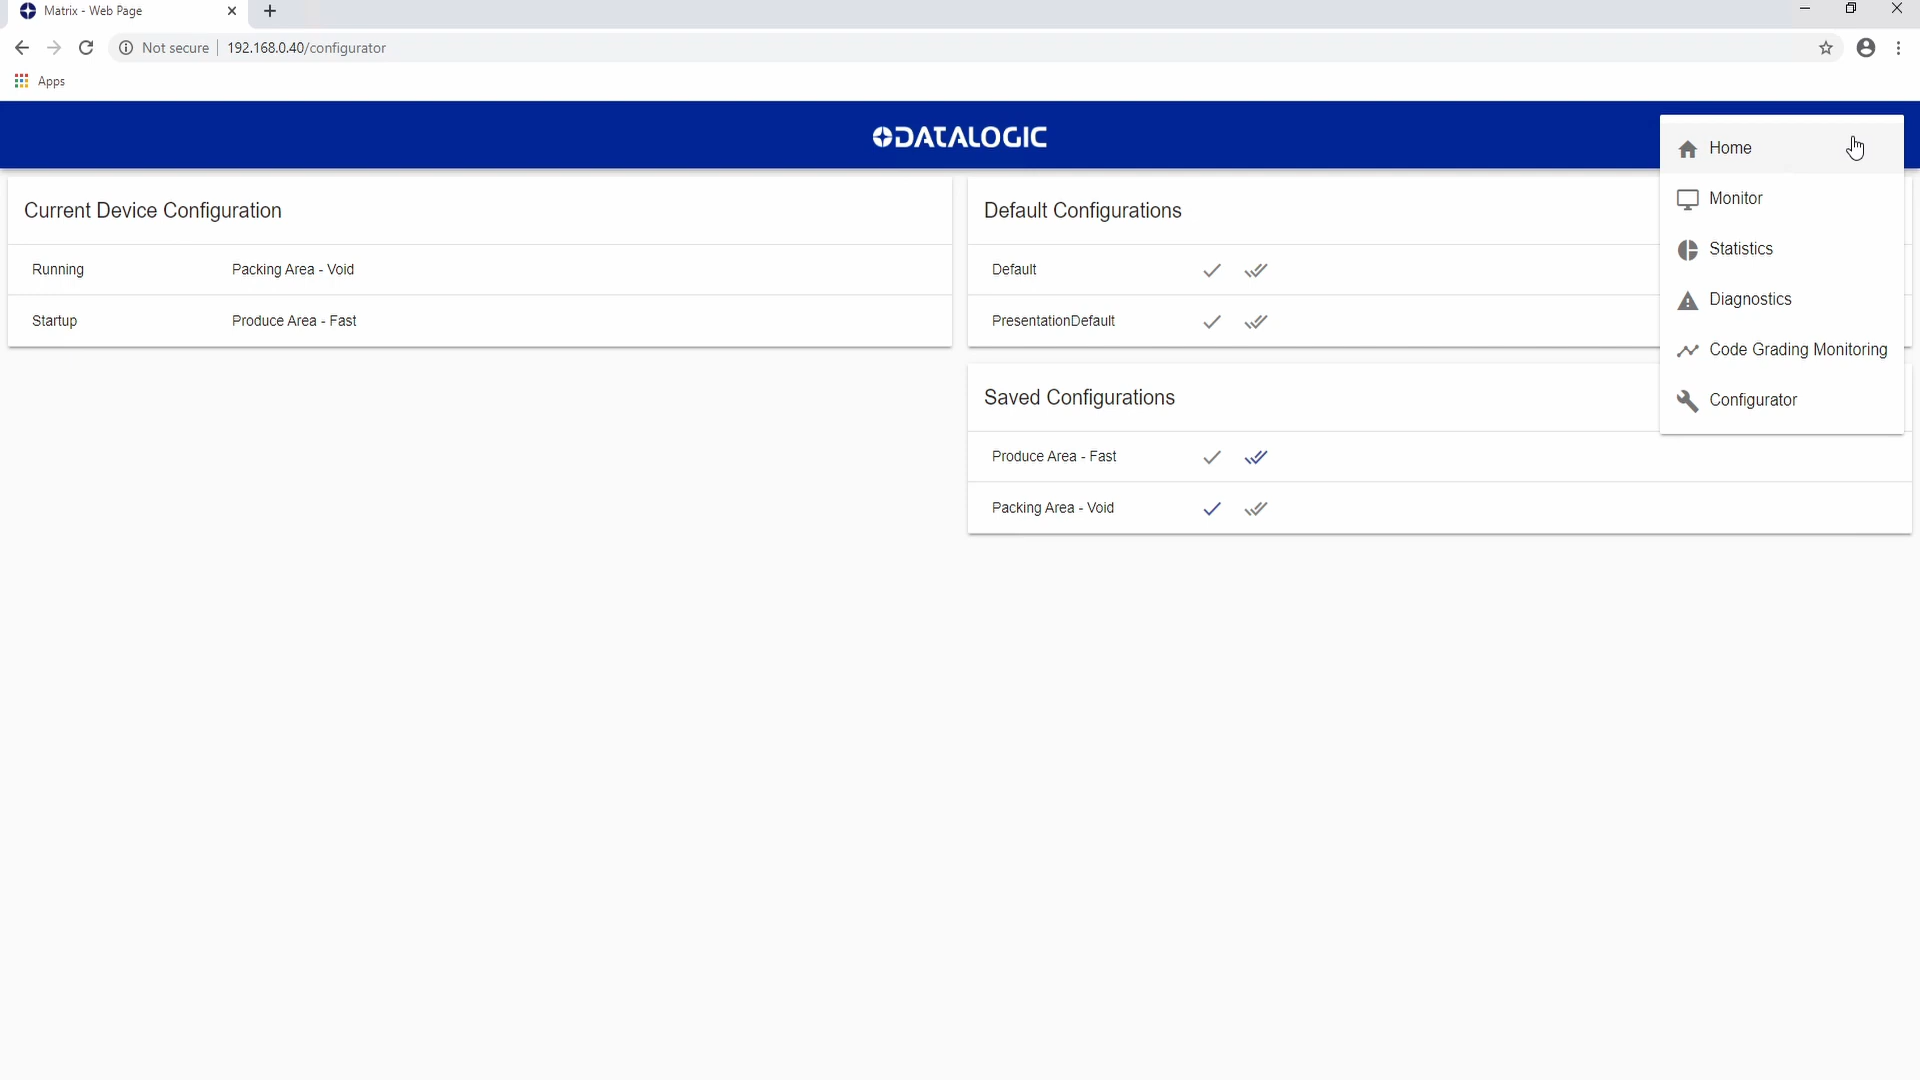 Matrix - Web Page
Not secure
192.168.0.40/configurator
Apps
DATALOGIC
Current Device Configuration
Running Packing Area - Void
Startup Produce Area - Fast
Default Configurations
Default
PresentationDefault
Saved Configurations
Produce Area - Fast
Packing Area - Void
Home
Monitor
Statistics
Diagnostics
Code Grading Monitoring
Configurator